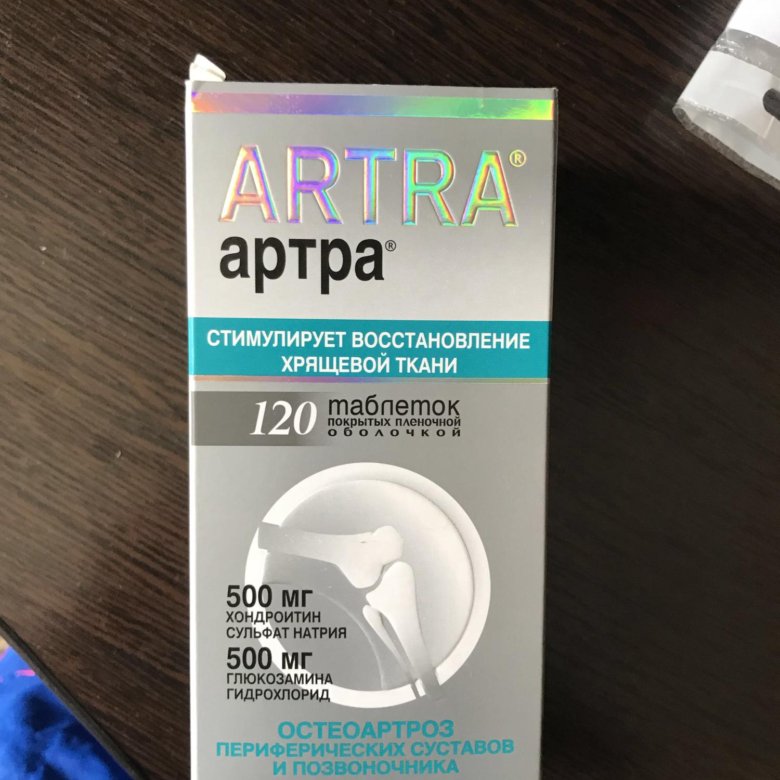 ARTRA®
артра®
СТИМУЛИРУЕТ ВОССТАНОВЛЕНИЕ
ХРЯЩЕВОЙ ТКАНИ
120 таблеток
покрытых пленочной
оболочкой
500 мг
ХОНДРОИТИН
СУЛЬФАТ НАТРИЯ
500 мг
ГЛЮКОЗАМИНА
ГИДРОХЛОРИД
ОСТЕОАРТРОЗ
ПЕРИФЕРИЧЕСКИХ СУСТАВОВ
И ПОЗВОНОЧНИКА